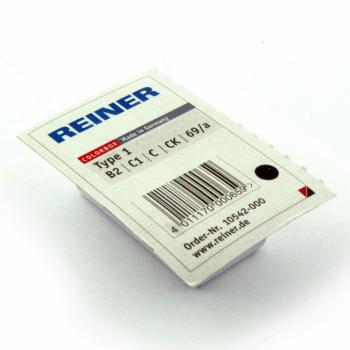 REINER
COLORBOX Made in Germany
Type 1
B2 | C1 | C | CK | 69/a
4 011170 000659
Order-Nr. 10542-000
www.reiner.de